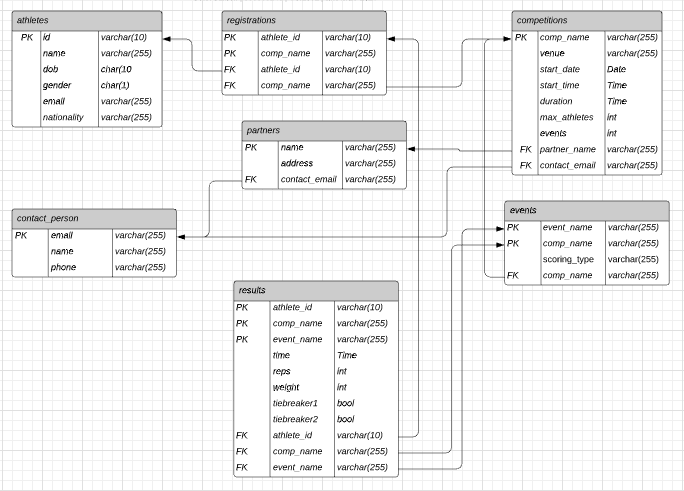 athletes
PK id varchar(10)
name varchar(255)
dob char(10
gender char(1)
email varchar(255)
nationality varchar(255)
registrations
PK athlete_id varchar(10)
PK comp_name varchar(255)
FK athlete_id varchar(10)
FK comp_name varchar(255)
competitions
PK comp_name varchar(255)
venue varchar(255)
start_date Date
start_time Time
duration Time
max_athletes int
events int
FK partner_name varchar(255)
FK contact_email varchar(255)
partners
PK name varchar(255)
address varchar(255)
FK contact_email varchar(255)
contact_person
PK email varchar(255)
name varchar(255)
phone varchar(255)
events
PK event_name varchar(255)
PK comp_name varchar(255)
scoring_type varchar(255)
FK comp_name varchar(255)
results
PK athlete_id varchar(10)
PK comp_name varchar(255)
PK event_name varchar(255)
time Time
reps int
weight int
tiebreaker1 bool
tiebreaker2 bool
FK athlete_id varchar(10)
FK comp_name varchar(255)
FK event_name varchar(255)